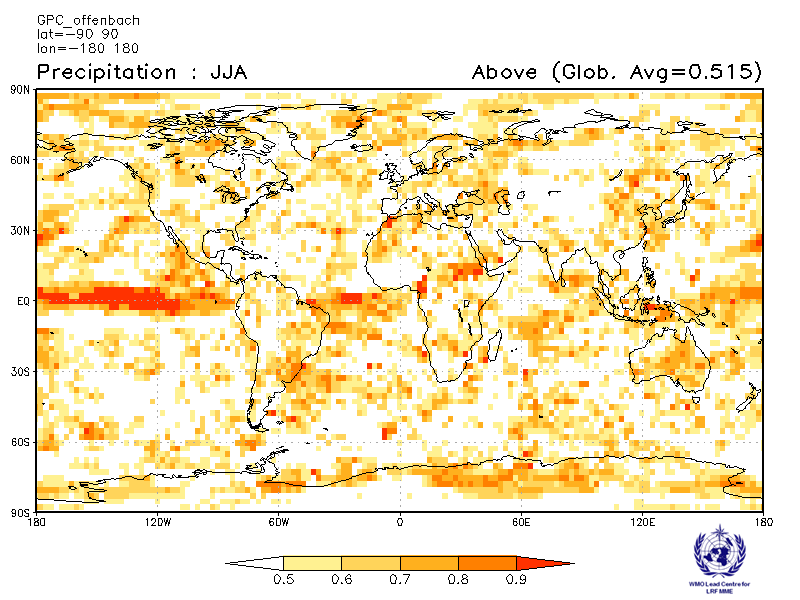 GPC_offenbach
lat=−90 90
lon=−180 180
Precipitation : JJA Above (Glob. Avg=0.515)
90N
60N
30N
EQ
30S
60S
90S
180 120W 60W 0 60E 120E 180
0.5 0.6 0.7 0.8 0.9
WMO Lead Centre for
LRF MME